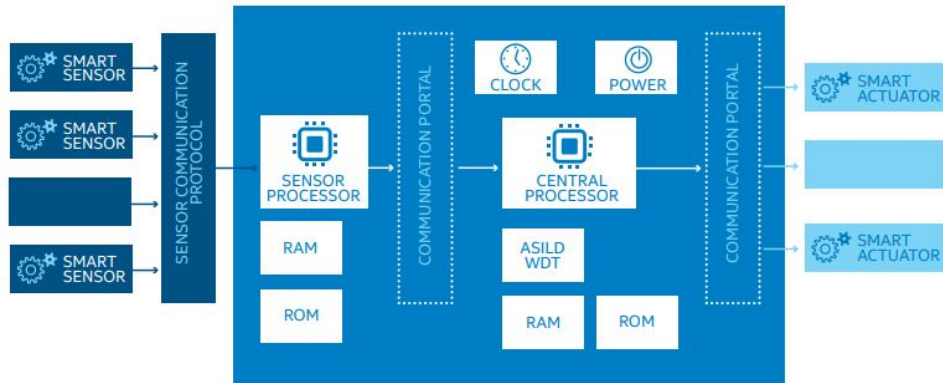 SMART
SENSOR
SMART
SENSOR
SMART
SENSOR
SENSOR COMMUNICATION
PROTOCOL
SENSOR
PROCESSOR
RAM
ROM
COMMUNICATION PORTAL
CLOCK
POWER
CENTRAL
PROCESSOR
ASILD
WDT
RAM
ROM
COMMUNICATION PORTAL
SMART
ACTUATOR
SMART
ACTUATOR